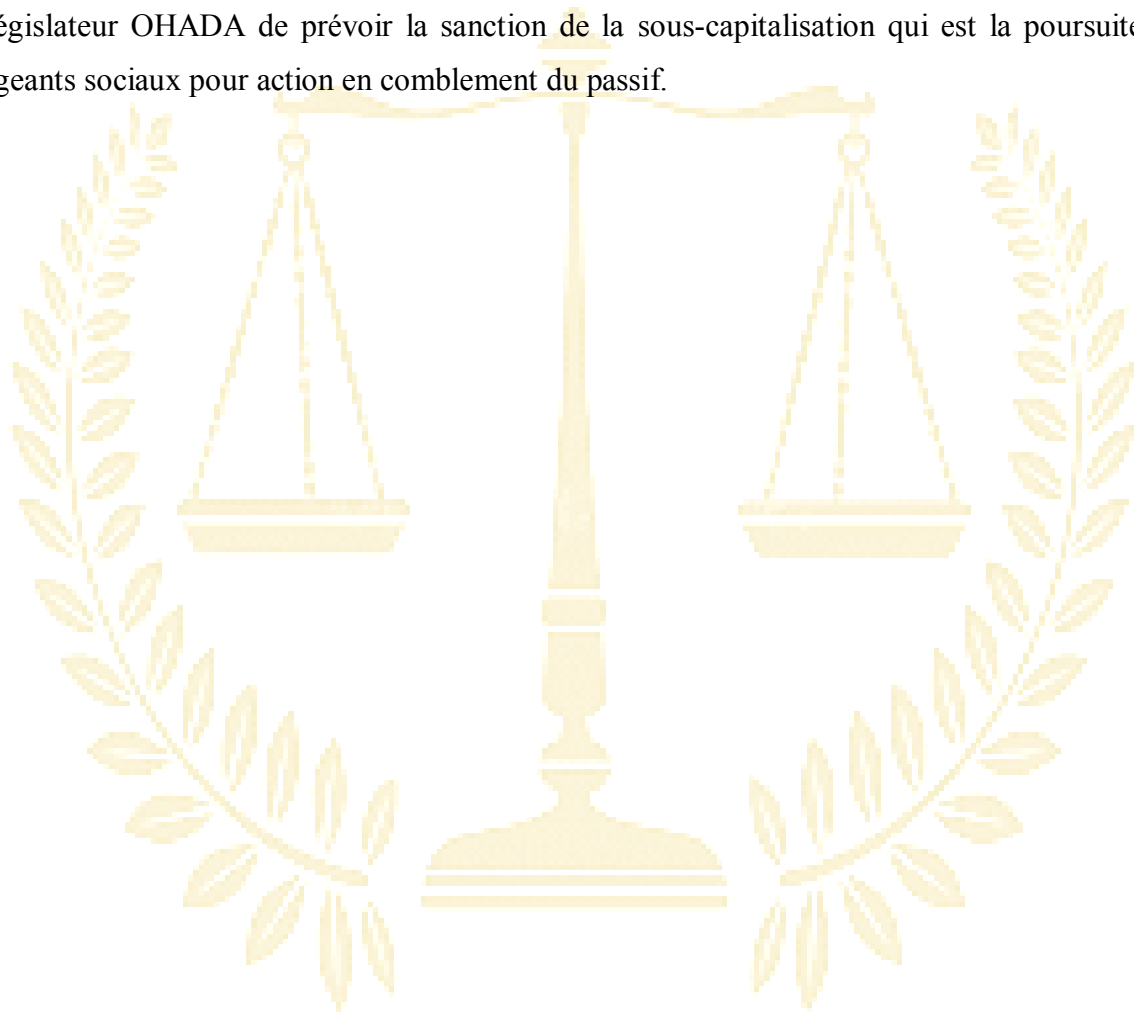 égislateur OHADA de prévoir la sanction de la sous-capitalisation qui est la poursuite
geants sociaux pour action en comblement du passif.